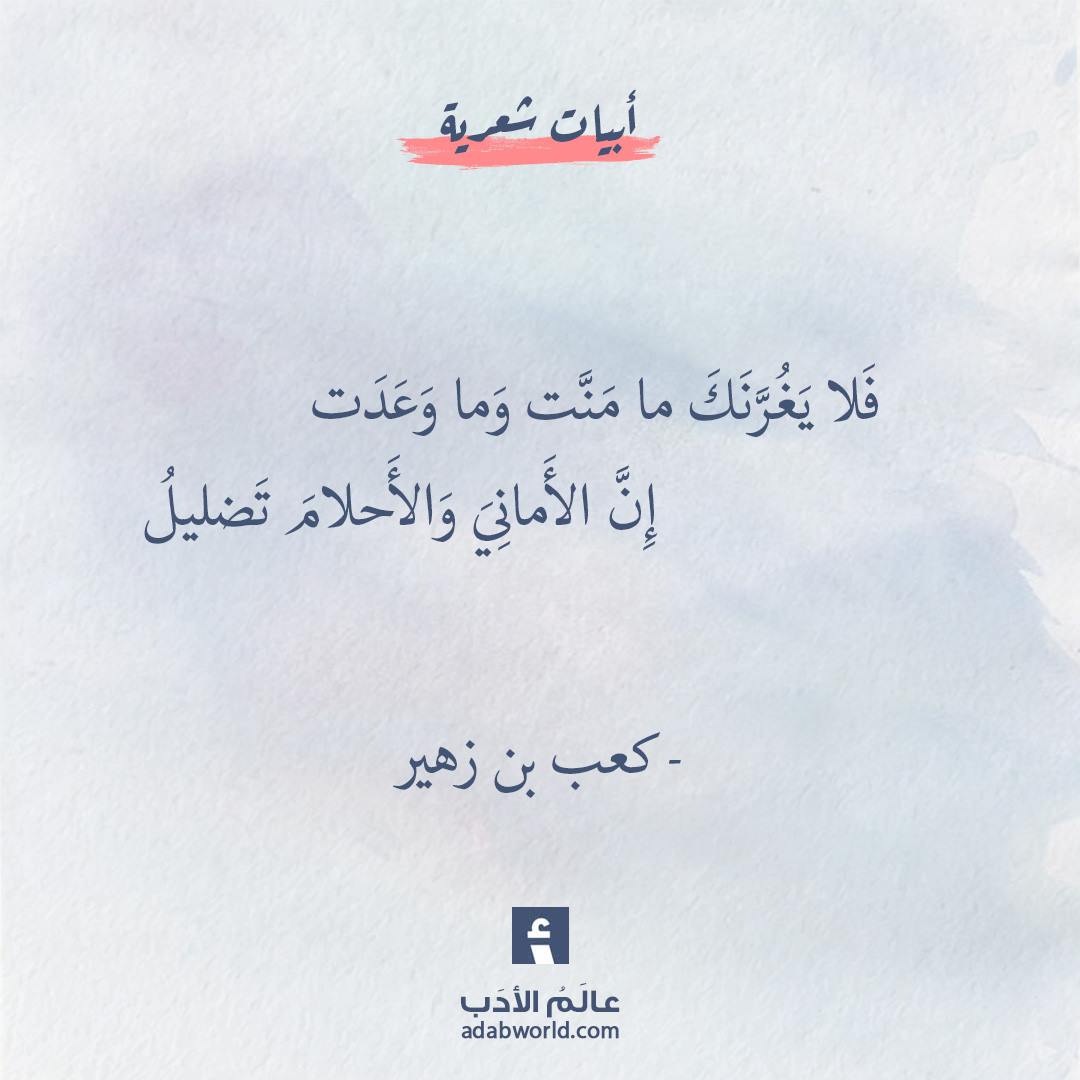 أبيات شعرية
فَلا يَغُرَّنَكَ ما مَنَّت وَما وَعَدَت
إِنَّ الأَمانِيَ وَالأَحلامَ تَضليلُ
- كعب بن زهير
أ
عالَمُ الأدَب
adabworld.com